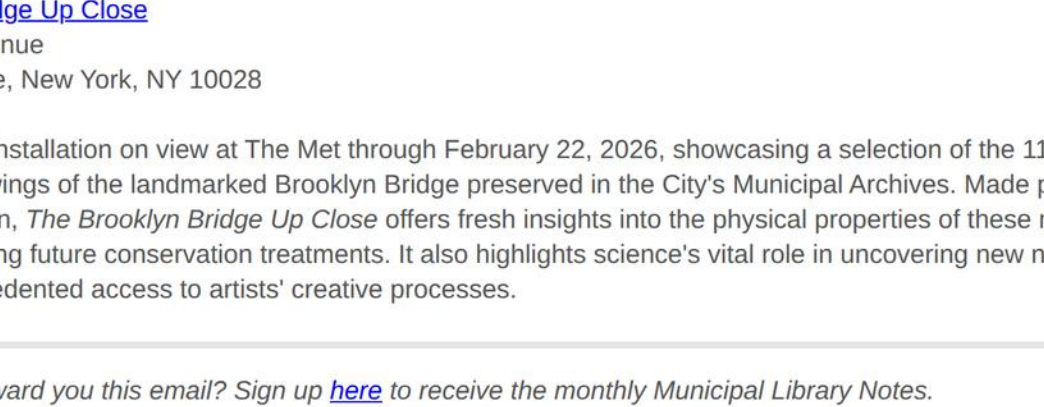 dge Up Close
nue
e, New York, NY 10028
nstallation on view at The Met through February 22, 2026, showcasing a selection of the 11
wings of the landmarked Brooklyn Bridge preserved in the City's Municipal Archives. Made p
n, The Brooklyn Bridge Up Close offers fresh insights into the physical properties of these
ng future conservation treatments. It also highlights science's vital role in uncovering new n
edented access to artists' creative processes.
ward you this email? Sign up here to receive the monthly Municipal Library Notes.